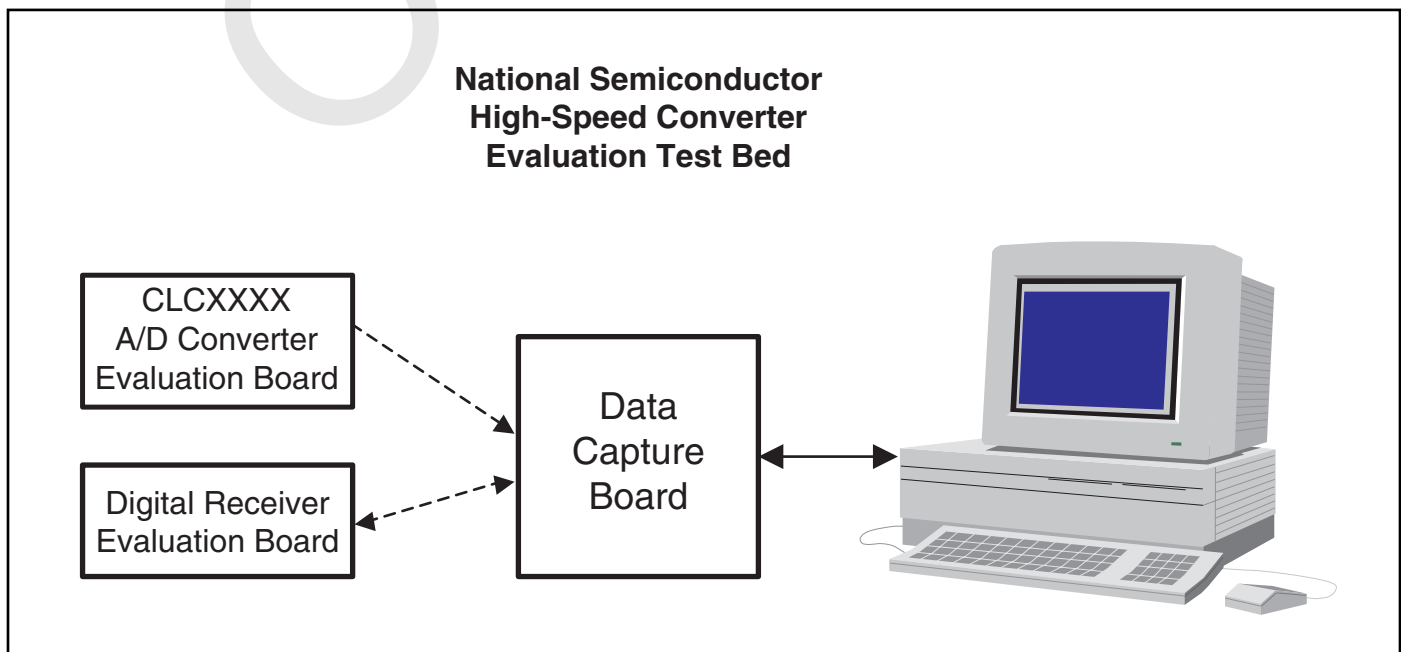 National Semiconductor
High-Speed Converter
Evaluation Test Bed
CLCXXXX
A/D Converter
Evaluation Board
Digital Receiver
Evaluation Board
Data
Capture
Board